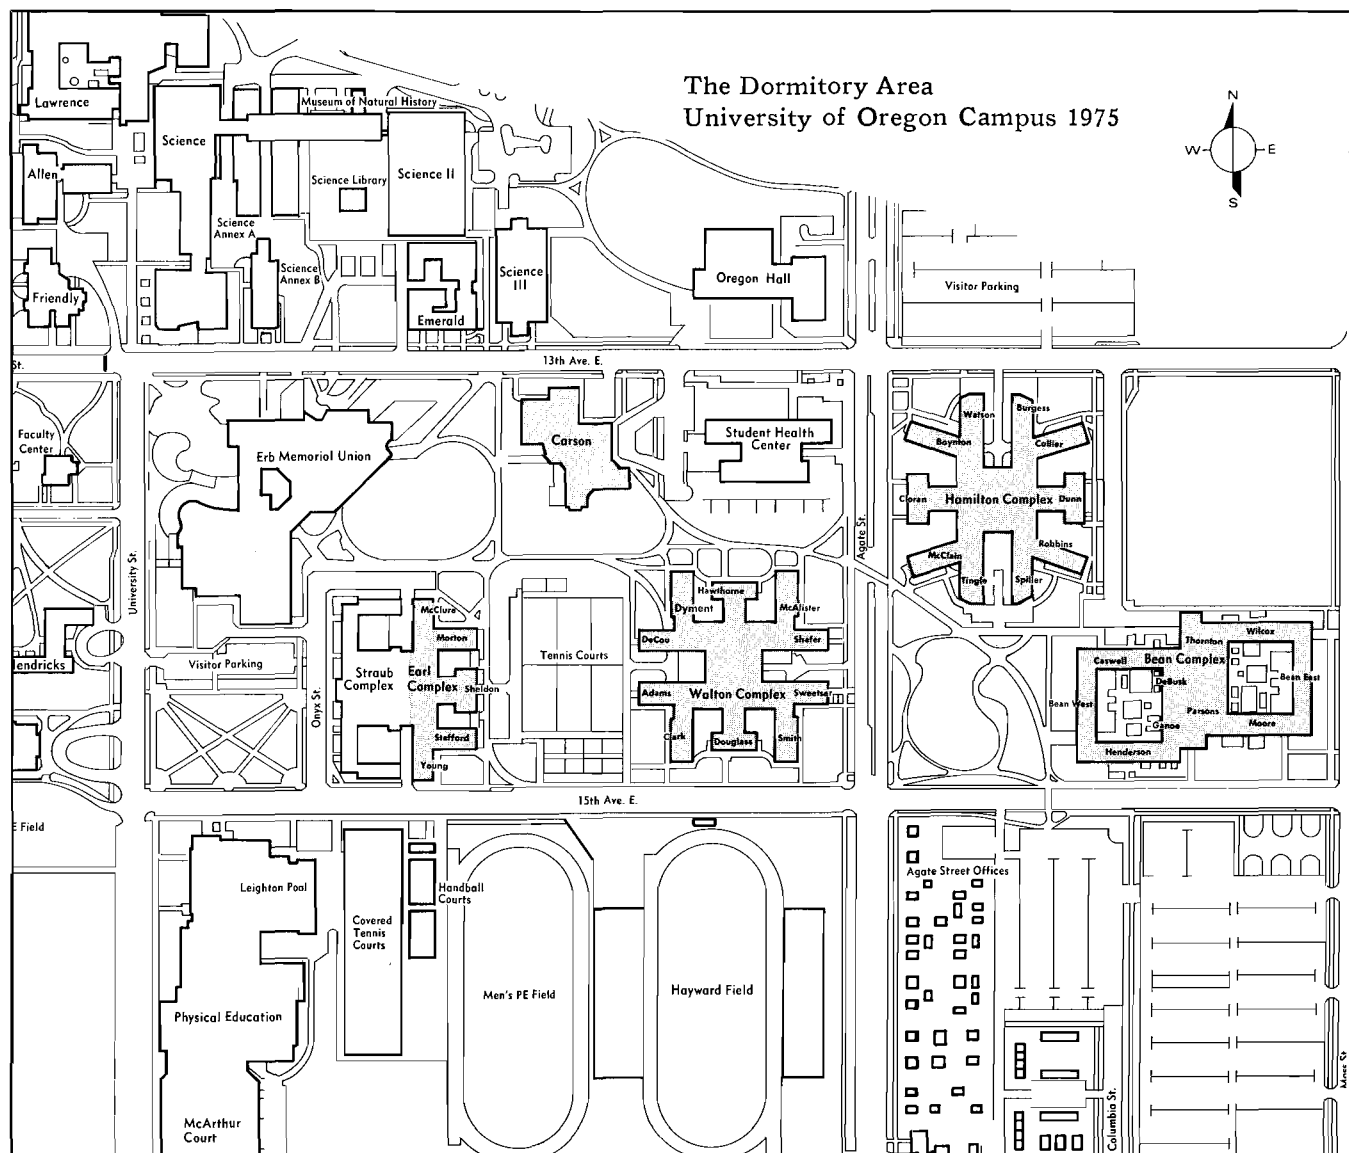 The Dormitory Area
University of Oregon Campus 1975
N
W
E
S
Lawrence
Museum of Natural History
Science
Allen
Science Library
Science II
Science
Annex A
Science
Annex B
Science
III
Friendly
Emerald
Oregon Hall
Visitor Parking
St.
13th Ave. E.
Faculty
Center
Erb Memorial Union
Carson
Student Health
Center
Watson
Burgess
Boynton
Collier
Cloran
Hamilton Complex
Dunn
McClain
Robbins
Tingle
Spiller
University St.
Agate St.
McClure
Morton
Straub
Complex
Earl
Complex
Sheldon
Stafford
Young
Onyx St.
Visitor Parking
Hendricks
Tennis Courts
Hawthorne
Dyment
McAlister
DeCou
Shefer
Adams
Walton Complex
Sweetser
Clark
Douglass
Smith
Thornton
Wilcox
Caswell
Bean Complex
DeBusk
Bean East
Bean West
Parsons
Ganoe
Moore
Henderson
15th Ave. E.
E Field
Leighton Pool
Handball
Courts
Covered
Tennis
Courts
Agate Street Offices
Men's PE Field
Hayward Field
Physical Education
McArthur
Court
Columbia St.
Moss St.